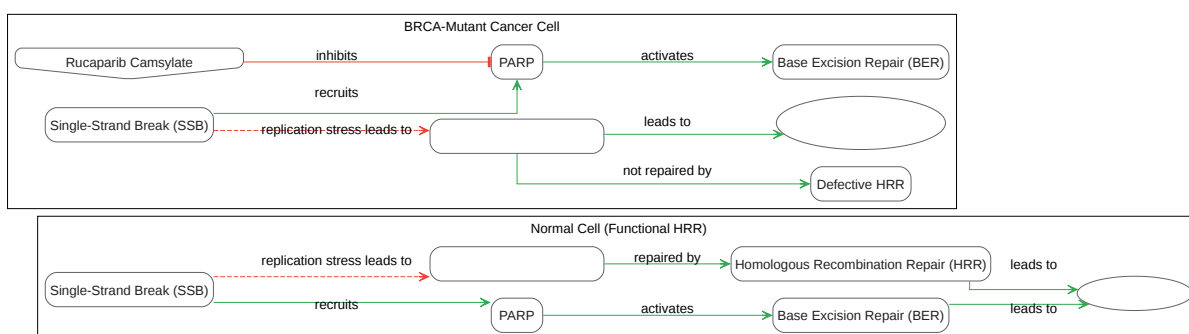 BRCA-Mutant Cancer Cell
Rucaparib Camsylate
inhibits
PARP
activates
Base Excision Repair (BER)
recruits
Single-Strand Break (SSB)
replication stress leads to
leads to
not repaired by
Defective HRR
Normal Cell (Functional HRR)
replication stress leads to
repaired by
Homologous Recombination Repair (HRR)
leads to
Single-Strand Break (SSB)
recruits
PARP
activates
Base Excision Repair (BER)
leads to